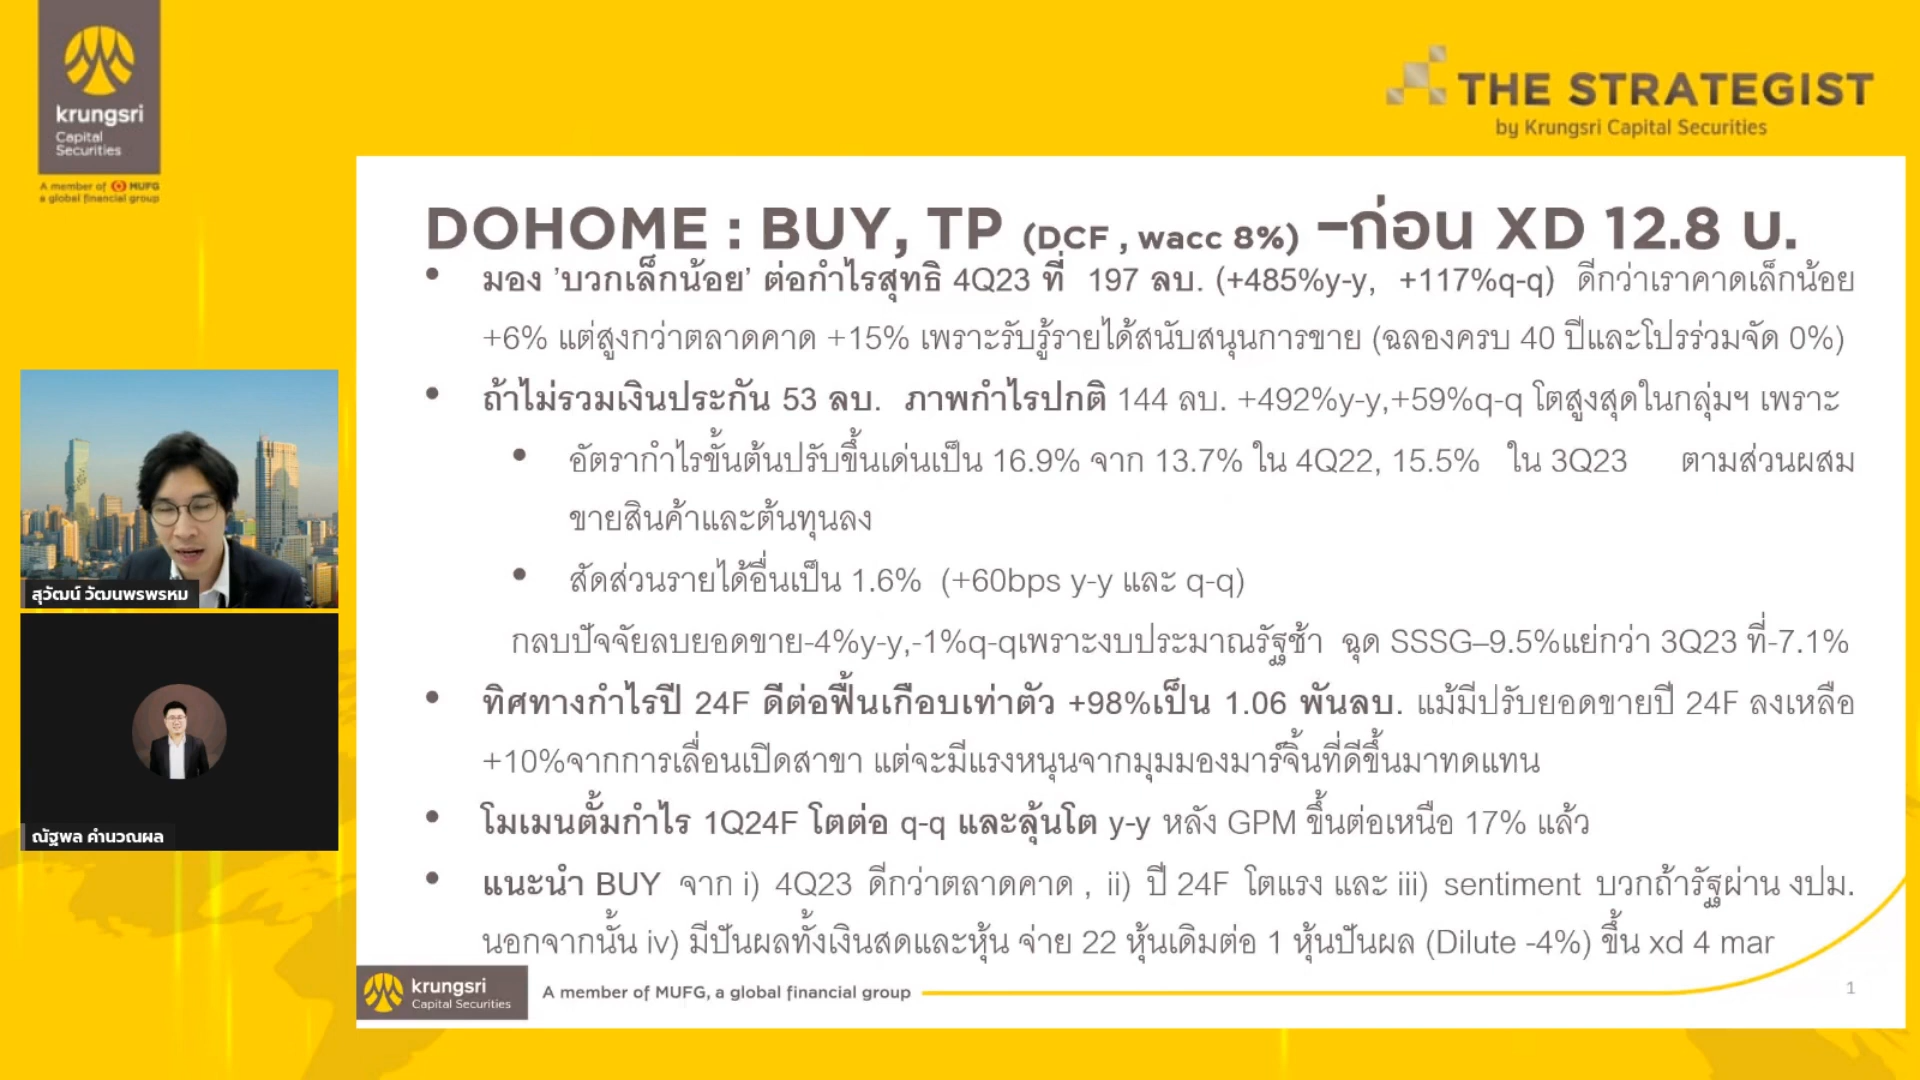 krungsri
Capital
Securities
A member of MUFG
a global financial group
THE STRATEGIST
by Krungsri Capital Securities
DOHOME : BUY, TP (DCF , wacc 8%) –ก่อน XD 12.8 บ.
• มอง 'บวกเล็กน้อย' ต่อกำไรสุทธิ 4Q23 ที่ 197 ลบ. (+485%y-y, +117%q-q) ดีกว่าเราคาดเล็กน้อย
+6% แต่สูงกว่าตลาดคาด +15% เพราะรับรู้รายได้สนับสนุนการขาย (ฉลองครบ 40 ปีและโปรร่วมจัด 0%)
• ถ้าไม่รวมเงินประกัน 53 ลบ. ภาพกำไรปกติ 144 ลบ. +492%y-y,+59%q-q โตสูงสุดในกลุ่มฯ เพราะ
• อัตรากำไรขั้นต้นปรับขึ้นเด่นเป็น 16.9% จาก 13.7% ใน 4Q22, 15.5% ใน 3Q23 ตามส่วนผสม
ขายสินค้าและต้นทุนลง
• สัดส่วนรายได้อื่นเป็น 1.6% (+60bps y-y และ q-q)
กลบปัจจัยลบยอดขาย-4%y-y,-1%q-qเพราะงบประมาณรัฐช้า ฉุด SSSG–9.5%แย่กว่า 3Q23 ที่-7.1%
• ทิศทางกำไรปี 24F ดีต่อฟื้นเกือบเท่าตัว +98%เป็น 1.06 พันลบ. แม้มีปรับยอดขายปี 24F ลงเหลือ
+10%จากการเลื่อนเปิดสาขา แต่จะมีแรงหนุนจากมุมมองมาร์จิ้นที่ดีขึ้นมาทดแทน
• โมเมนตั้มกำไร 1Q24F โตต่อ q-q และลุ้นโต y-y หลัง GPM ขึ้นต่อเหนือ 17% แล้ว
• แนะนำ BUY จาก i) 4Q23 ดีกว่าตลาดคาด , ii) ปี 24F โตแรง และ iii) sentiment บวกถ้ารัฐผ่าน งปม.
นอกจากนั้น iv) มีปันผลทั้งเงินสดและหุ้น จ่าย 22 หุ้นเดิมต่อ 1 หุ้นปันผล (Dilute -4%) ขึ้น xd 4 mar
สุวัฒน์ วัฒนพรพรหม
ณัฐพล คำนวณผล
krungsri
Capital Securities
A member of MUFG, a global financial group
1